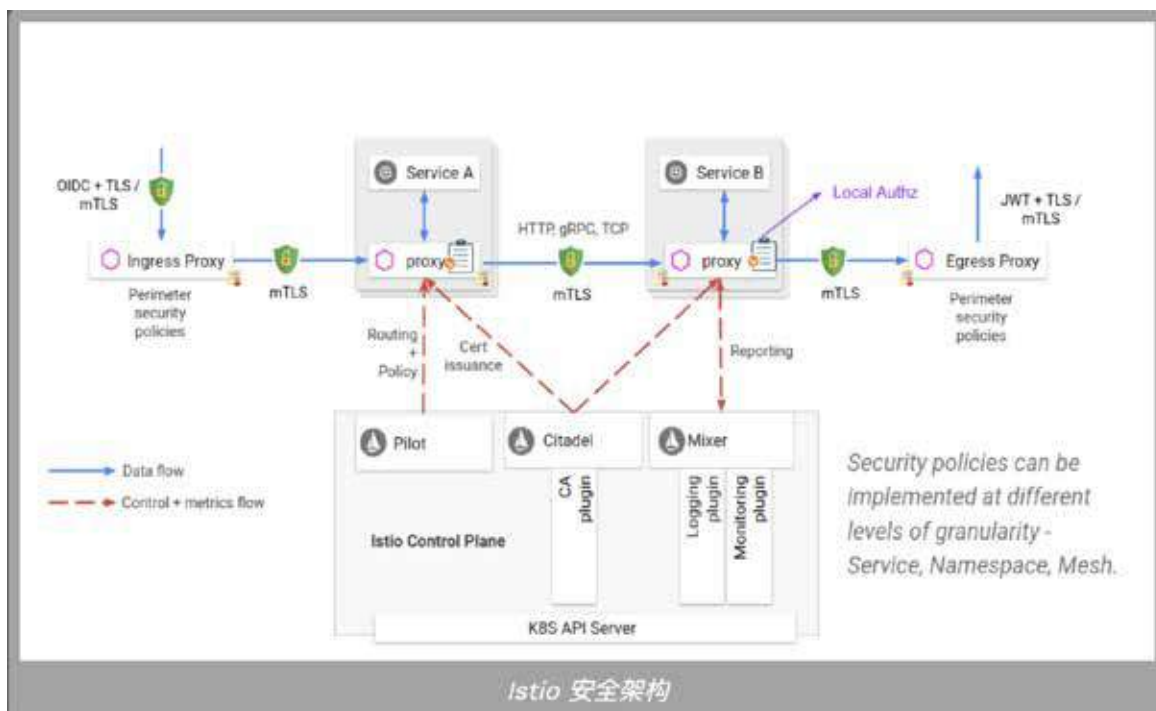 Service A
Service B
OIDC + TLS /
mTLS
Local Authz
JWT + TLS /
mTLS
HTTP, gRPC, TCP
Ingress Proxy
proxy
proxy
Egress Proxy
mTLS
mTLS
mTLS
Perimeter
security
policies
Perimeter
security
policies
Routing
+
Policy
Cert
issuance
Reporting
Pilot
Citadel
Mixer
Data flow
Control + metrics flow
CA
plugin
Logging
plugin
Monitoring
plugin
Istio Control Plane
K8S API Server
Security policies can be
implemented at different
levels of granularity -
Service, Namespace, Mesh.
Istio 安全架构